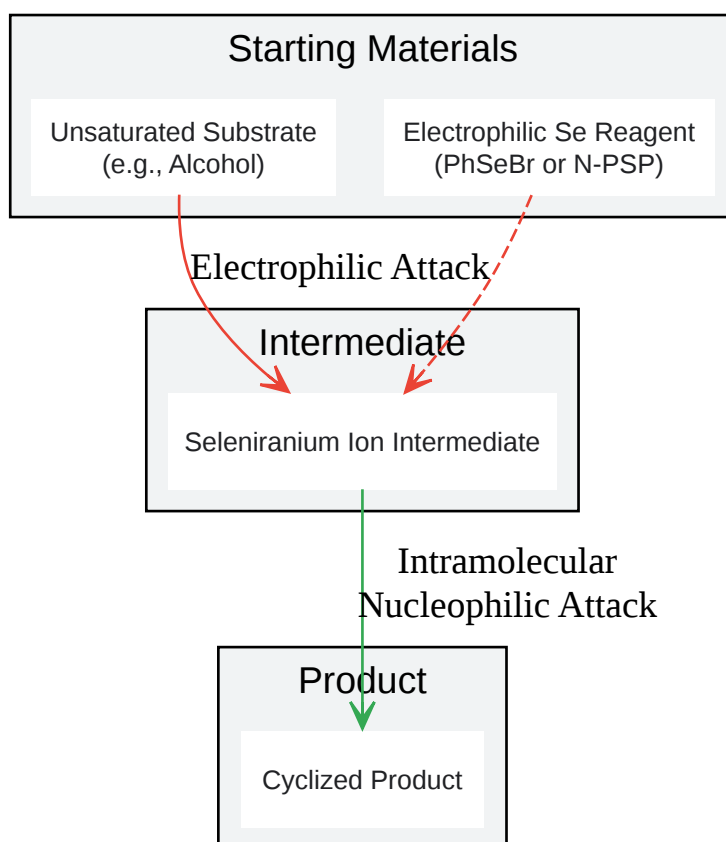 Starting Materials
Unsaturated Substrate
(e.g., Alcohol)
Electrophilic Se Reagent
(PhSeBr or N-PSP)
Electrophilic Attack
Intermediate
Seleniranium Ion Intermediate
Intramolecular
Nucleophilic Attack
Product
Cyclized Product